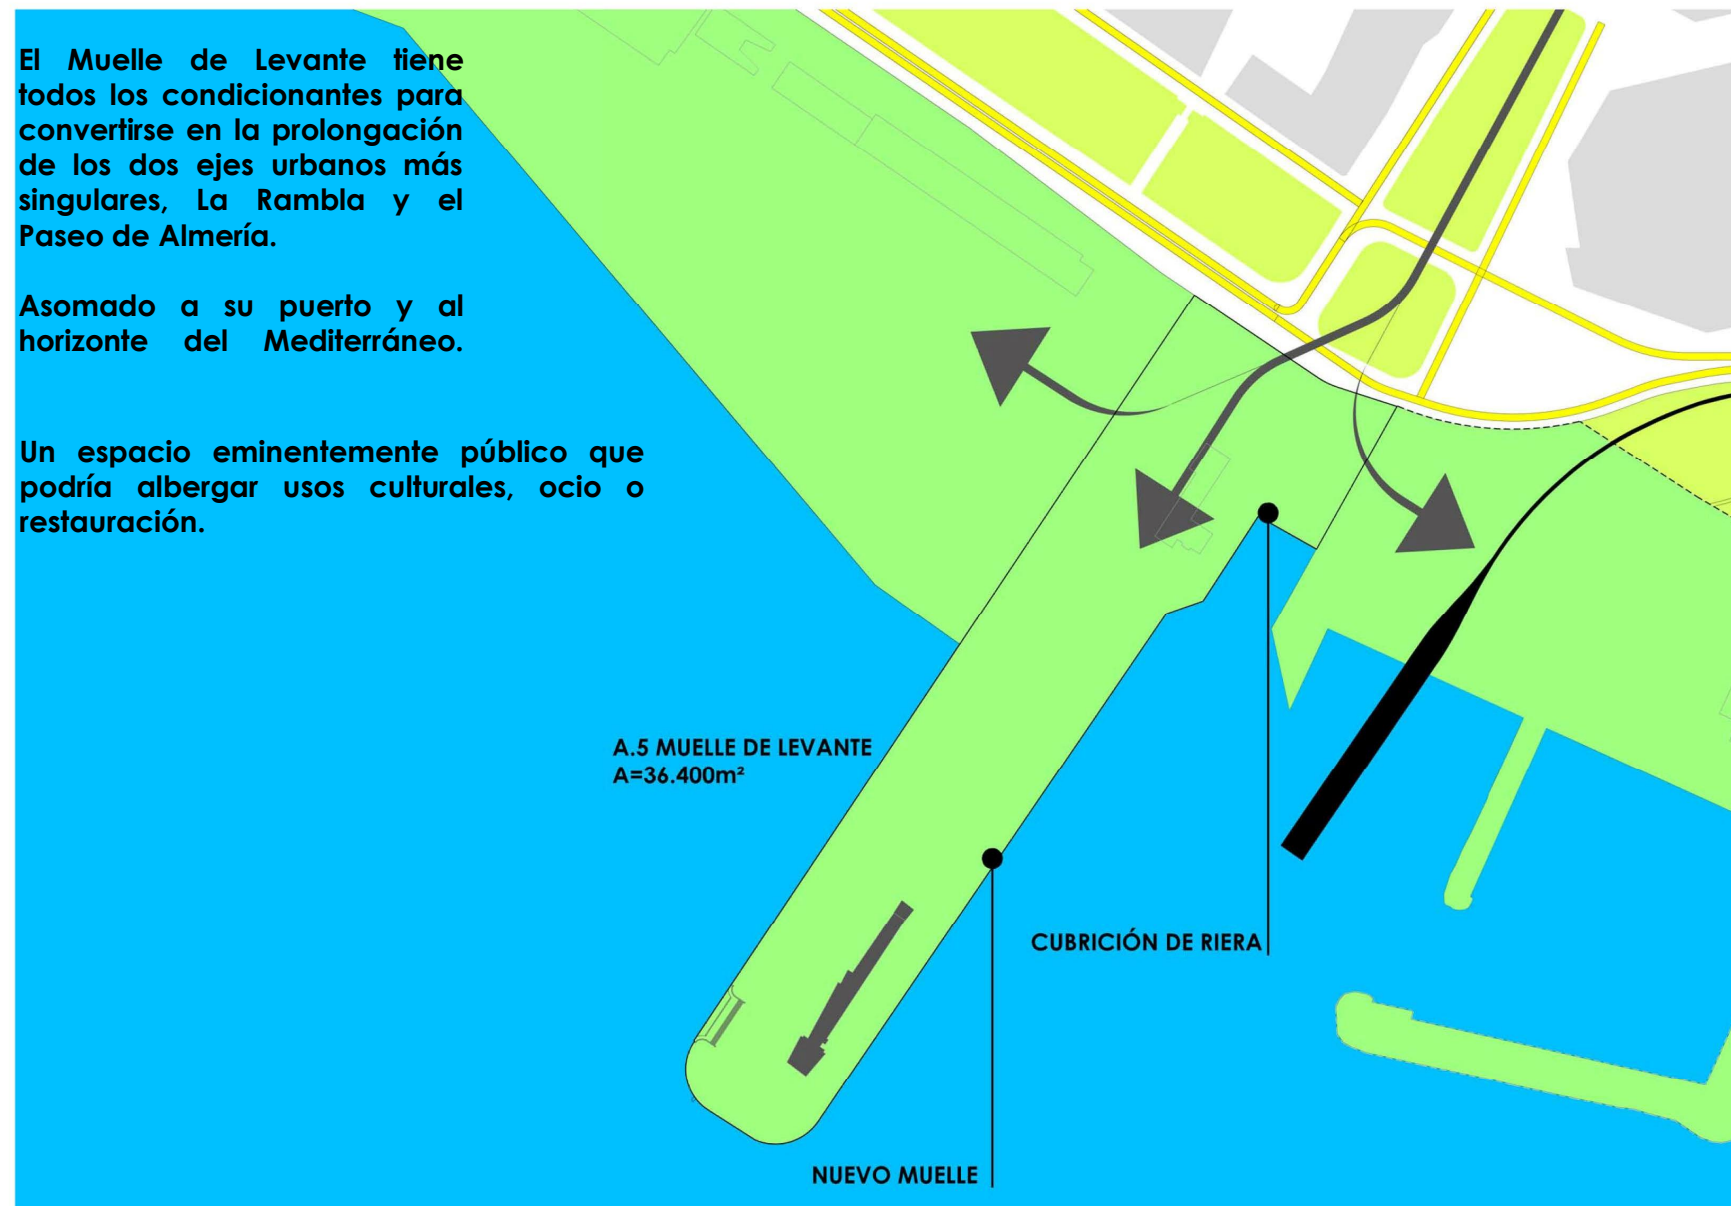 El Muelle de Levante tiene
todos los condicionantes para
convertirse en la prolongación
de los dos ejes urbanos más
singulares, La Rambla y el
Paseo de Almería.
Asomado a su puerto y al
horizonte del Mediterráneo.
Un espacio eminentemente público que
podría albergar usos culturales, ocio o
restauración.
A.5 MUELLE DE LEVANTE
A=36.400m²
CUBRICIÓN DE RIERA
NUEVO MUELLE